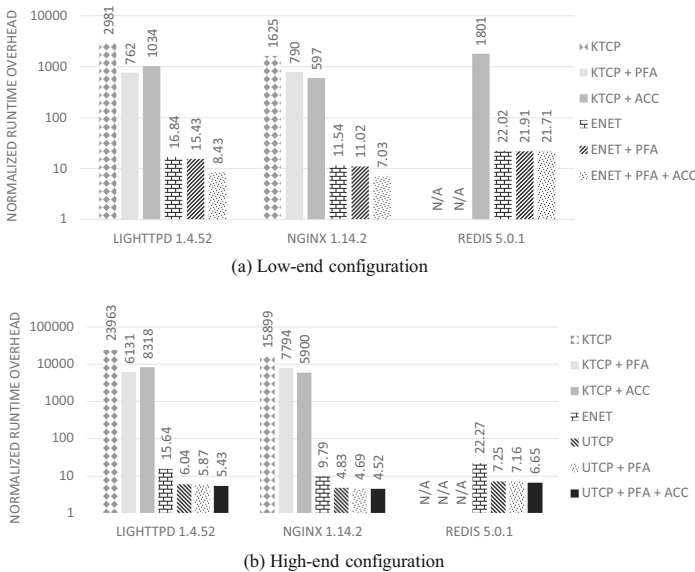 NORMALIZED RUNTIME OVERHEAD
10000
1000
100
10
1
2981
762
1034
16.84
15.43
8.43
1625
790
597
11.54
11.02
7.03
N/A
N/A
1801
22.02
21.91
21.71
LIGHTTPD 1.4.52
NGINX 1.14.2
REDIS 5.0.1
KTCP
KTCP + PFA
KTCP + ACC
ENET
ENET + PFA
ENET + PFA + ACC
(a) Low-end configuration
NORMALIZED RUNTIME OVERHEAD
100000
10000
1000
100
10
1
23963
6131
8318
15.64
6.04
5.87
5.43
15899
7794
5900
9.79
4.83
4.69
4.52
N/A
N/A
N/A
22.27
7.25
7.16
6.65
LIGHTTPD 1.4.52
NGINX 1.14.2
REDIS 5.0.1
KTCP
KTCP + PFA
KTCP + ACC
ENET
UTCP
UTCP + PFA
UTCP + PFA + ACC
(b) High-end configuration